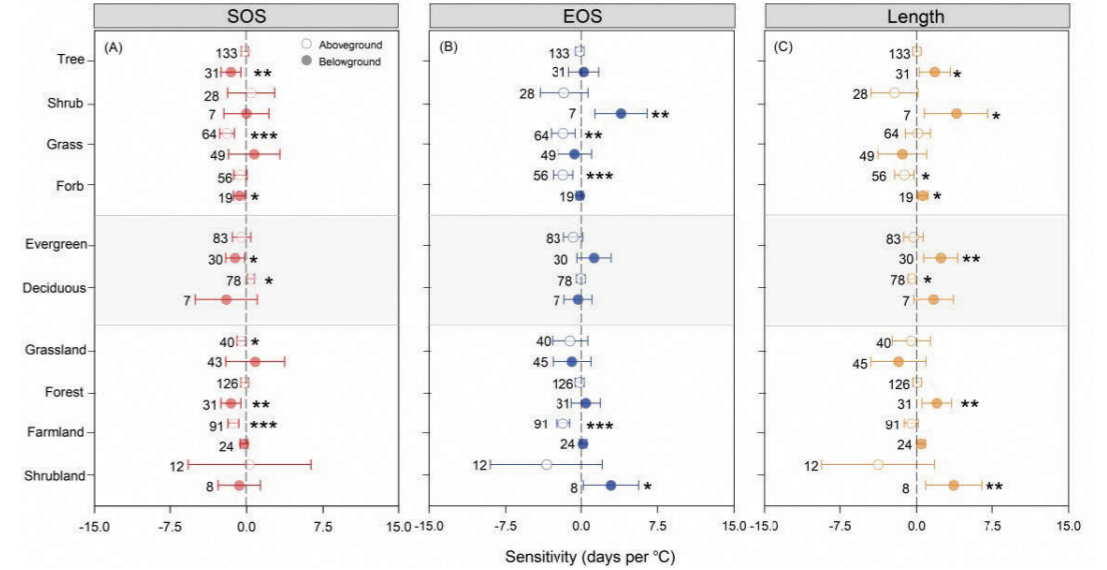 SOS EOS Length
(A) (B) (C)
Aboveground
Belowground
Tree 133 133 133
31 ** 31 31 *
Shrub 28 28 28
7 7 ** 7 *
Grass 64 *** 64 ** 64
49 49 49
Forb 56 56 *** 56 *
19 * 19 19 *
Evergreen 83 83 83
30 * 30 30 **
Deciduous 78 * 78 78 *
7 7 7
Grassland 40 * 40 40
43 45 45
Forest 126 126 126
31 ** 31 31 **
Farmland 91 *** 91 *** 91
24 24 24
Shrubland 12 12 12
8 8 * 8 **
-15.0 -7.5 0.0 7.5 15.0 -15.0 -7.5 0.0 7.5 15.0 -15.0 -7.5 0.0 7.5 15.0
Sensitivity (days per °C)